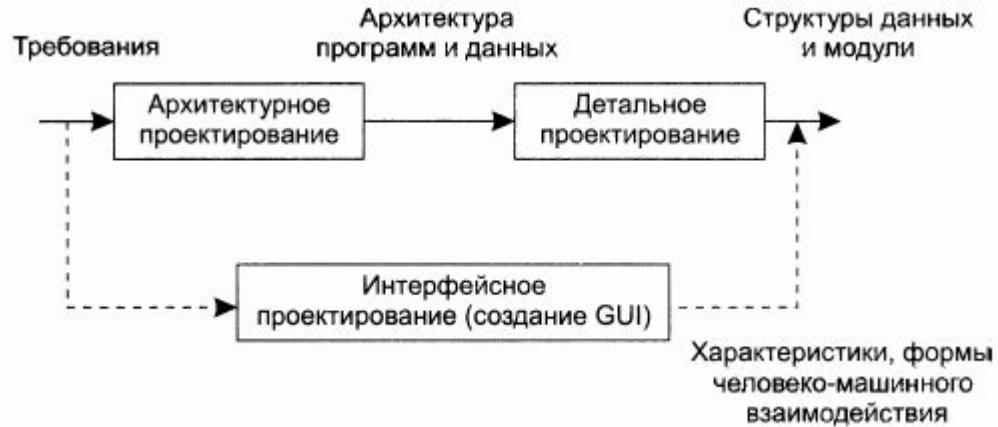 Требования
Архитектура
программ и данных
Структуры данных
и модули
Архитектурное
проектирование
Детальное
проектирование
Интерфейсное
проектирование (создание GUI)
Характеристики, формы
человеко-машинного
взаимодействия